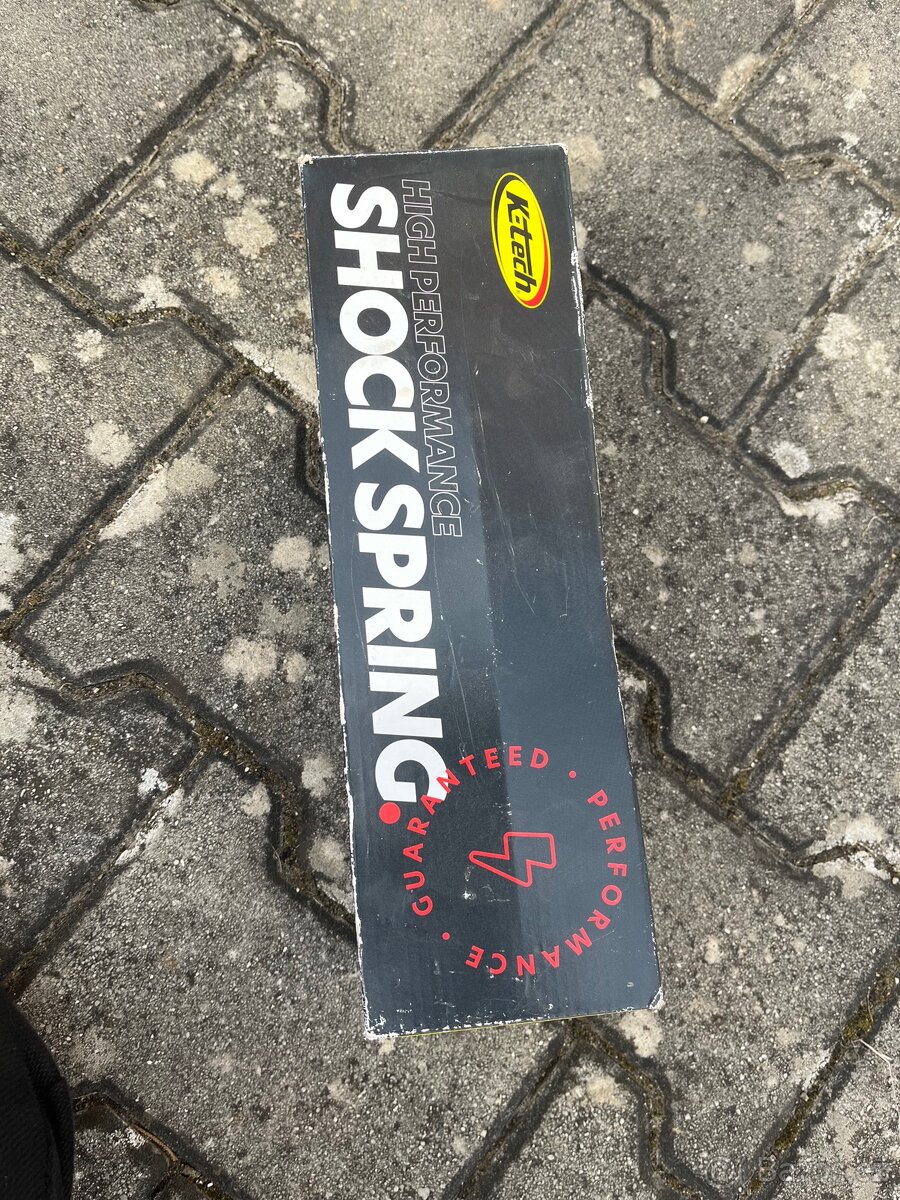 K-tech
HIGH PERFORMANCE
SHOCK SPRING.
GUARANTEED • PERFORMANCE •